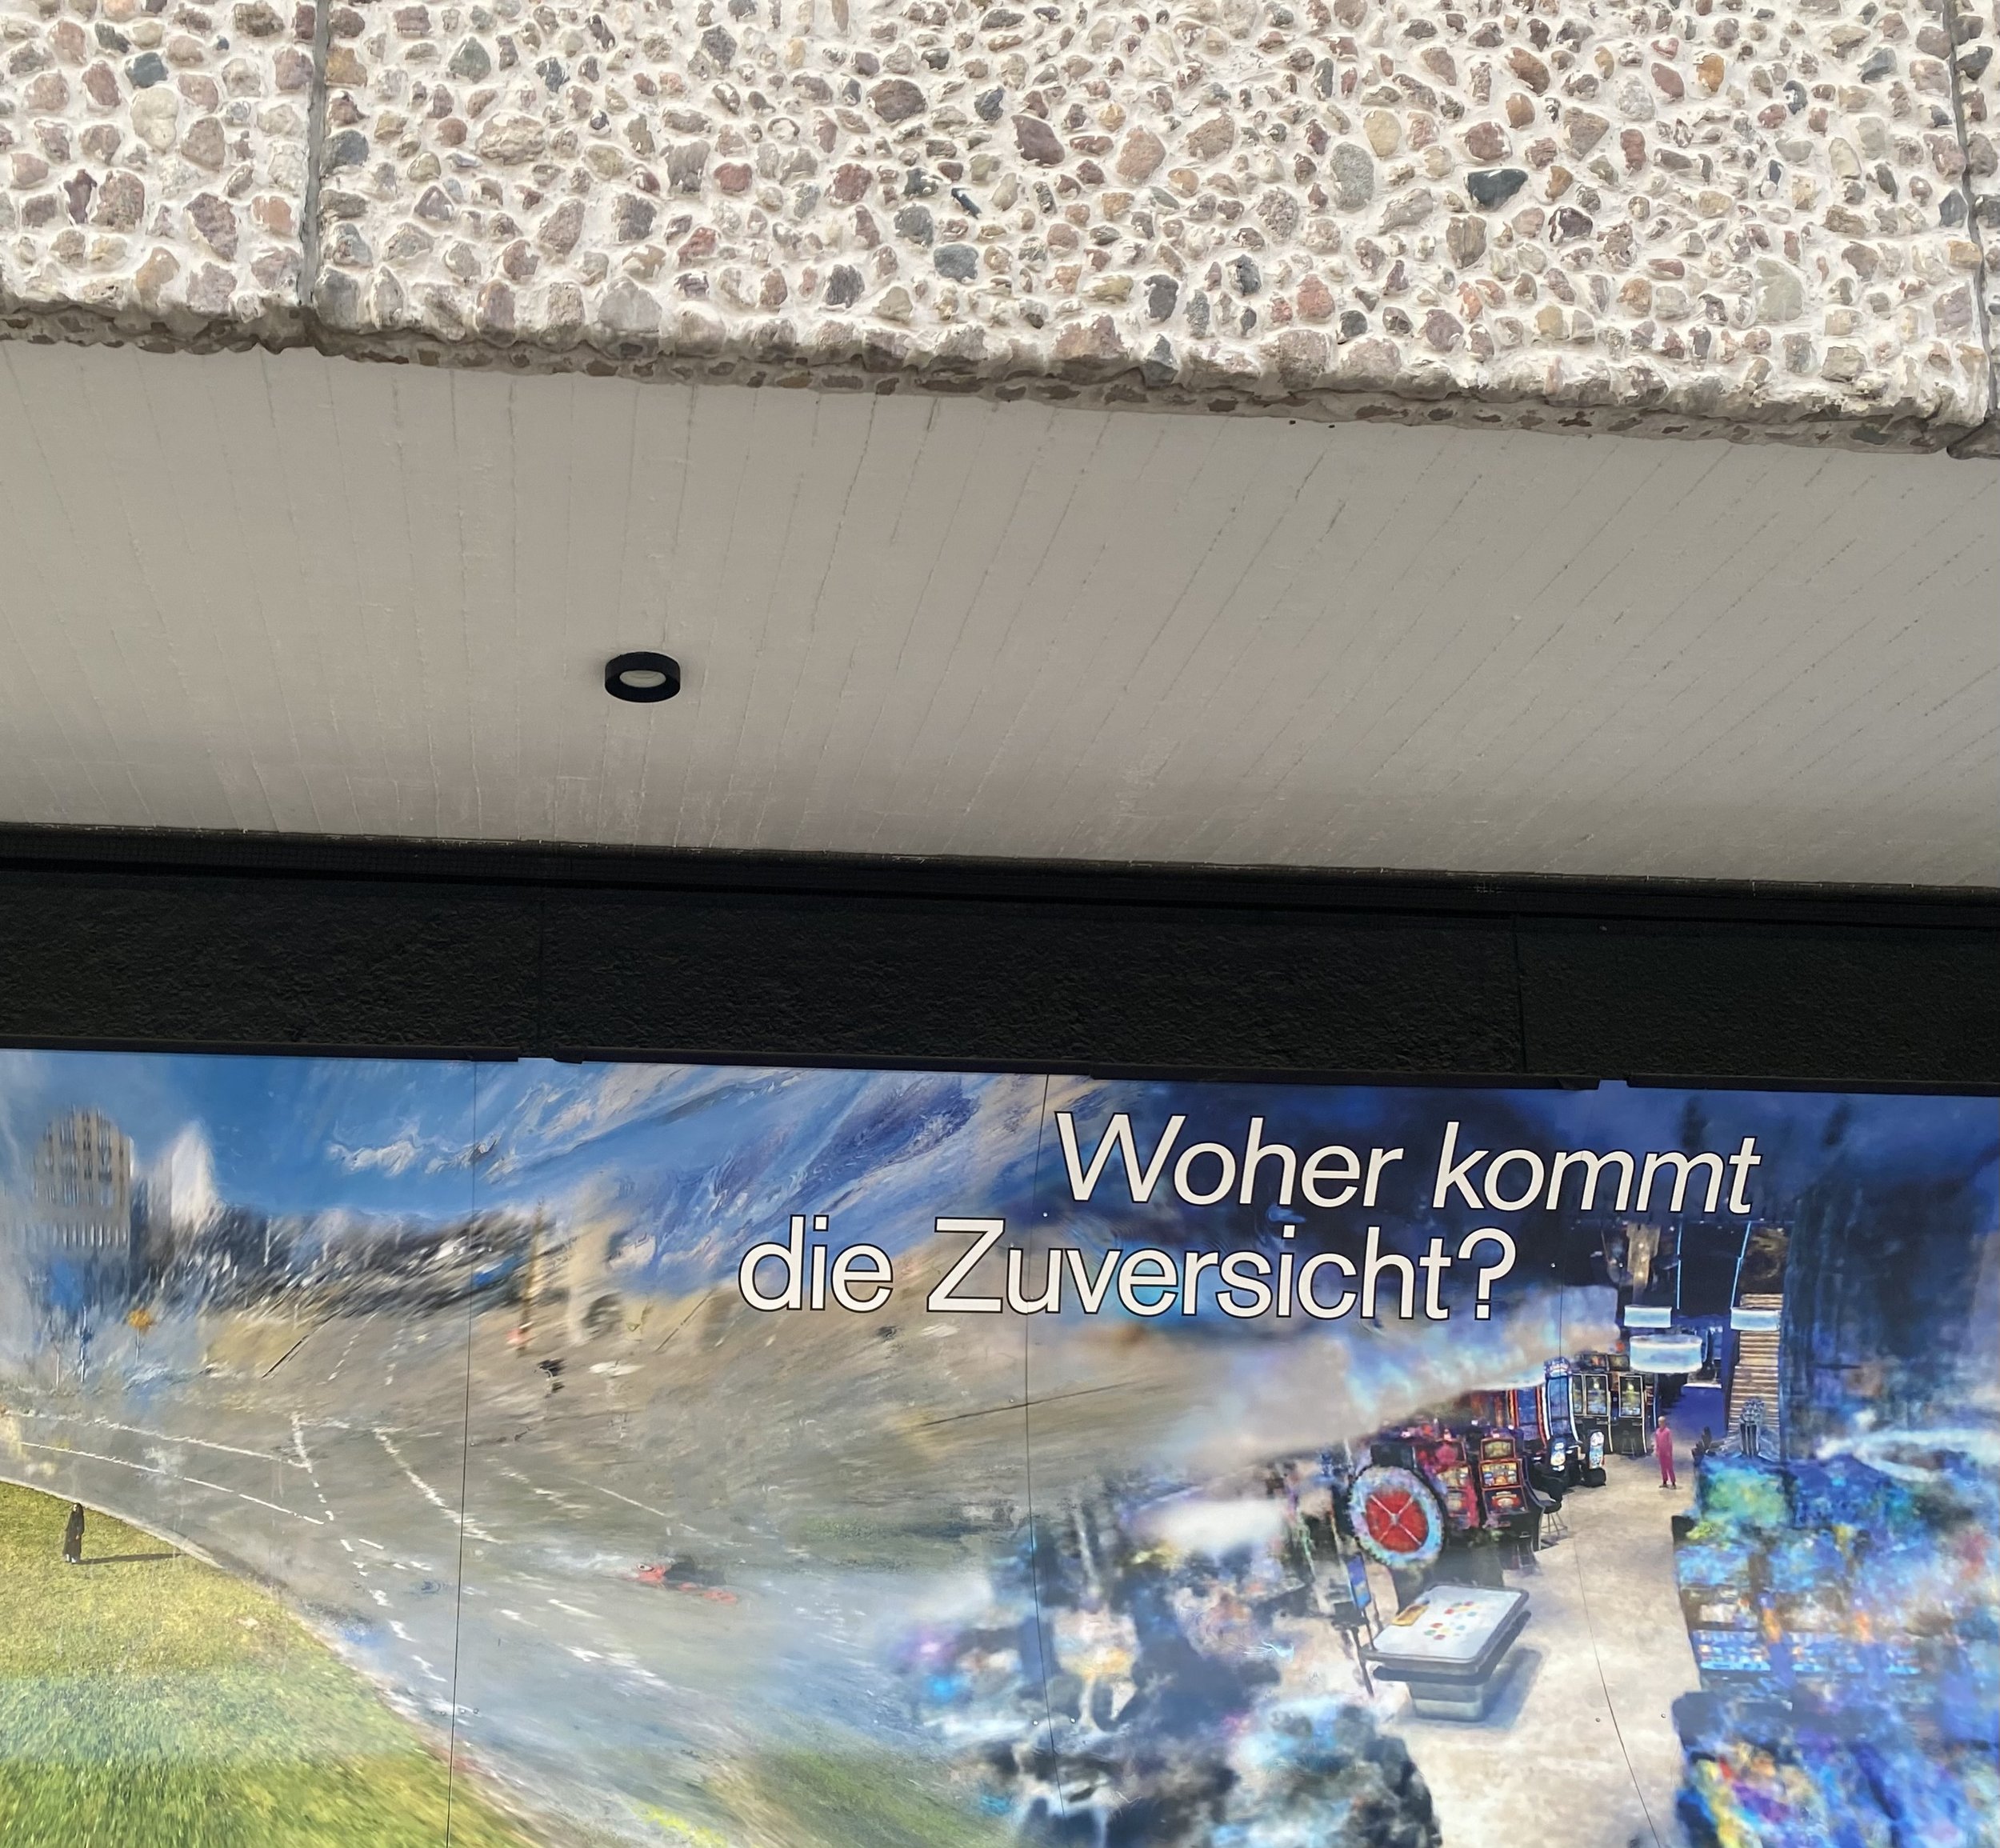 Woher kommt
die Zuversicht?